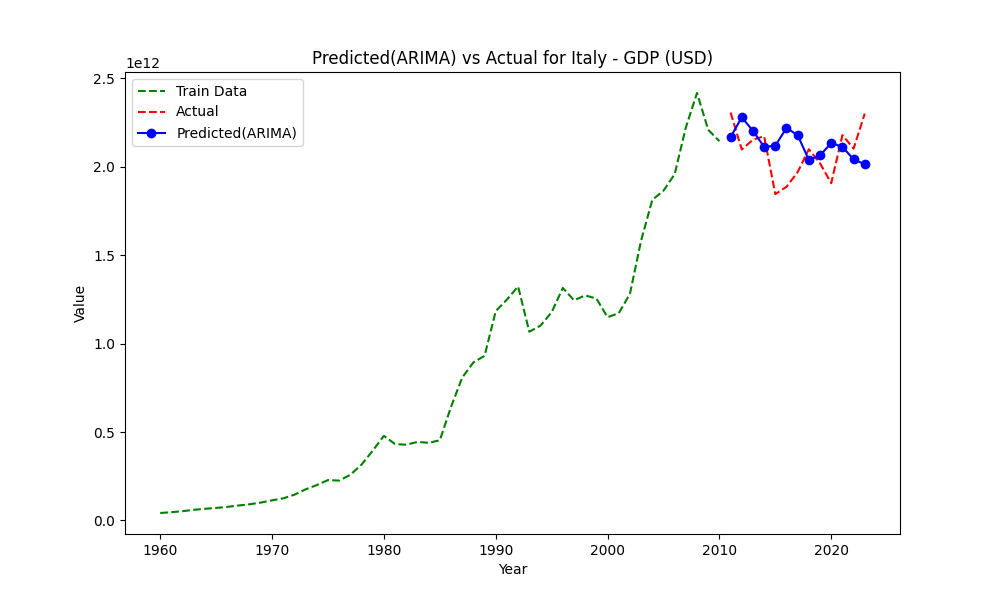 Predicted(ARIMA) vs Actual for Italy - GDP (USD)
1e12
Train Data
Actual
Predicted(ARIMA)
2.5
2.0
1.5
1.0
0.5
0.0
Value
1960 1970 1980 1990 2000 2010 2020
Year